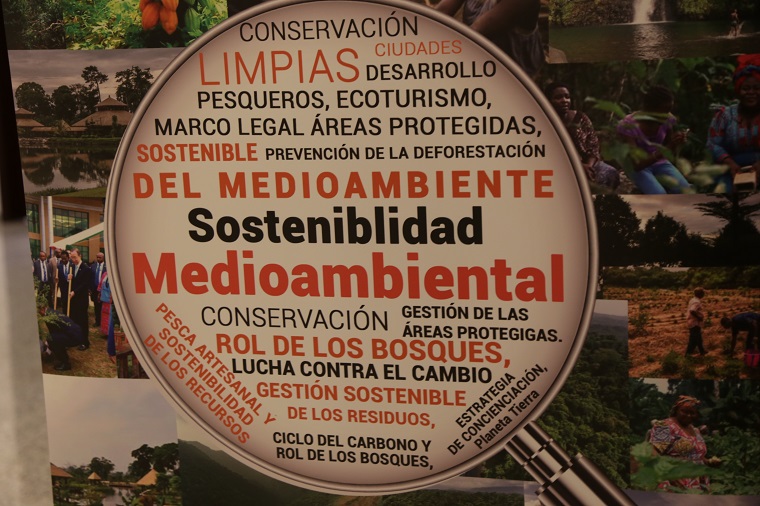 CONSERVACIÓN
CIUDADES
LIMPIAS DESARROLLO
PESQUEROS, ECOTURISMO,
MARCO LEGAL ÁREAS PROTEGIDAS,
SOSTENIBLE PREVENCIÓN DE LA DEFORESTACIÓN
DEL MEDIOAMBIENTE
Sosteniblidad
Medioambiental
CONSERVACIÓN GESTIÓN DE LAS
ÁREAS PROTEGIGAS.
ROL DE LOS BOSQUES,
LUCHA CONTRA EL CAMBIO
GESTIÓN SOSTENIBLE
DE LOS RESIDUOS,
PESCA ARTESANAL Y
SOSTENIBILIDAD
DE LOS RECURSOS
ESTRATEGIA
DE CONCIENCIACIÓN,
Planeta Tierra
CICLO DEL CARBONO Y
ROL DE LOS BOSQUES,